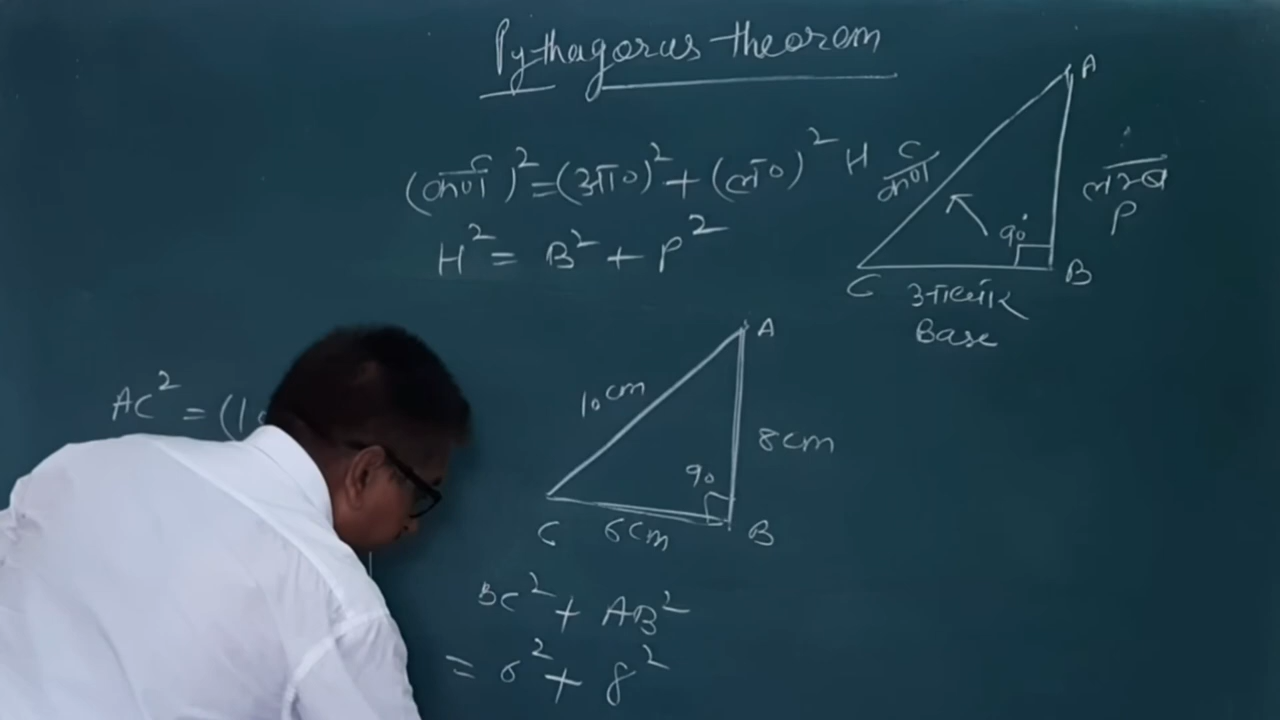 Pythagorus theorem
(कर्ण)² = (आ०)² + (ल०)²
H² = B² + P²
A
H कर्ण
लम्ब
P
90°
C
B
आधार
Base
A
10cm
8cm
90
C 6cm B
AC² = (10
BC² + AB²
= 6² + 8²